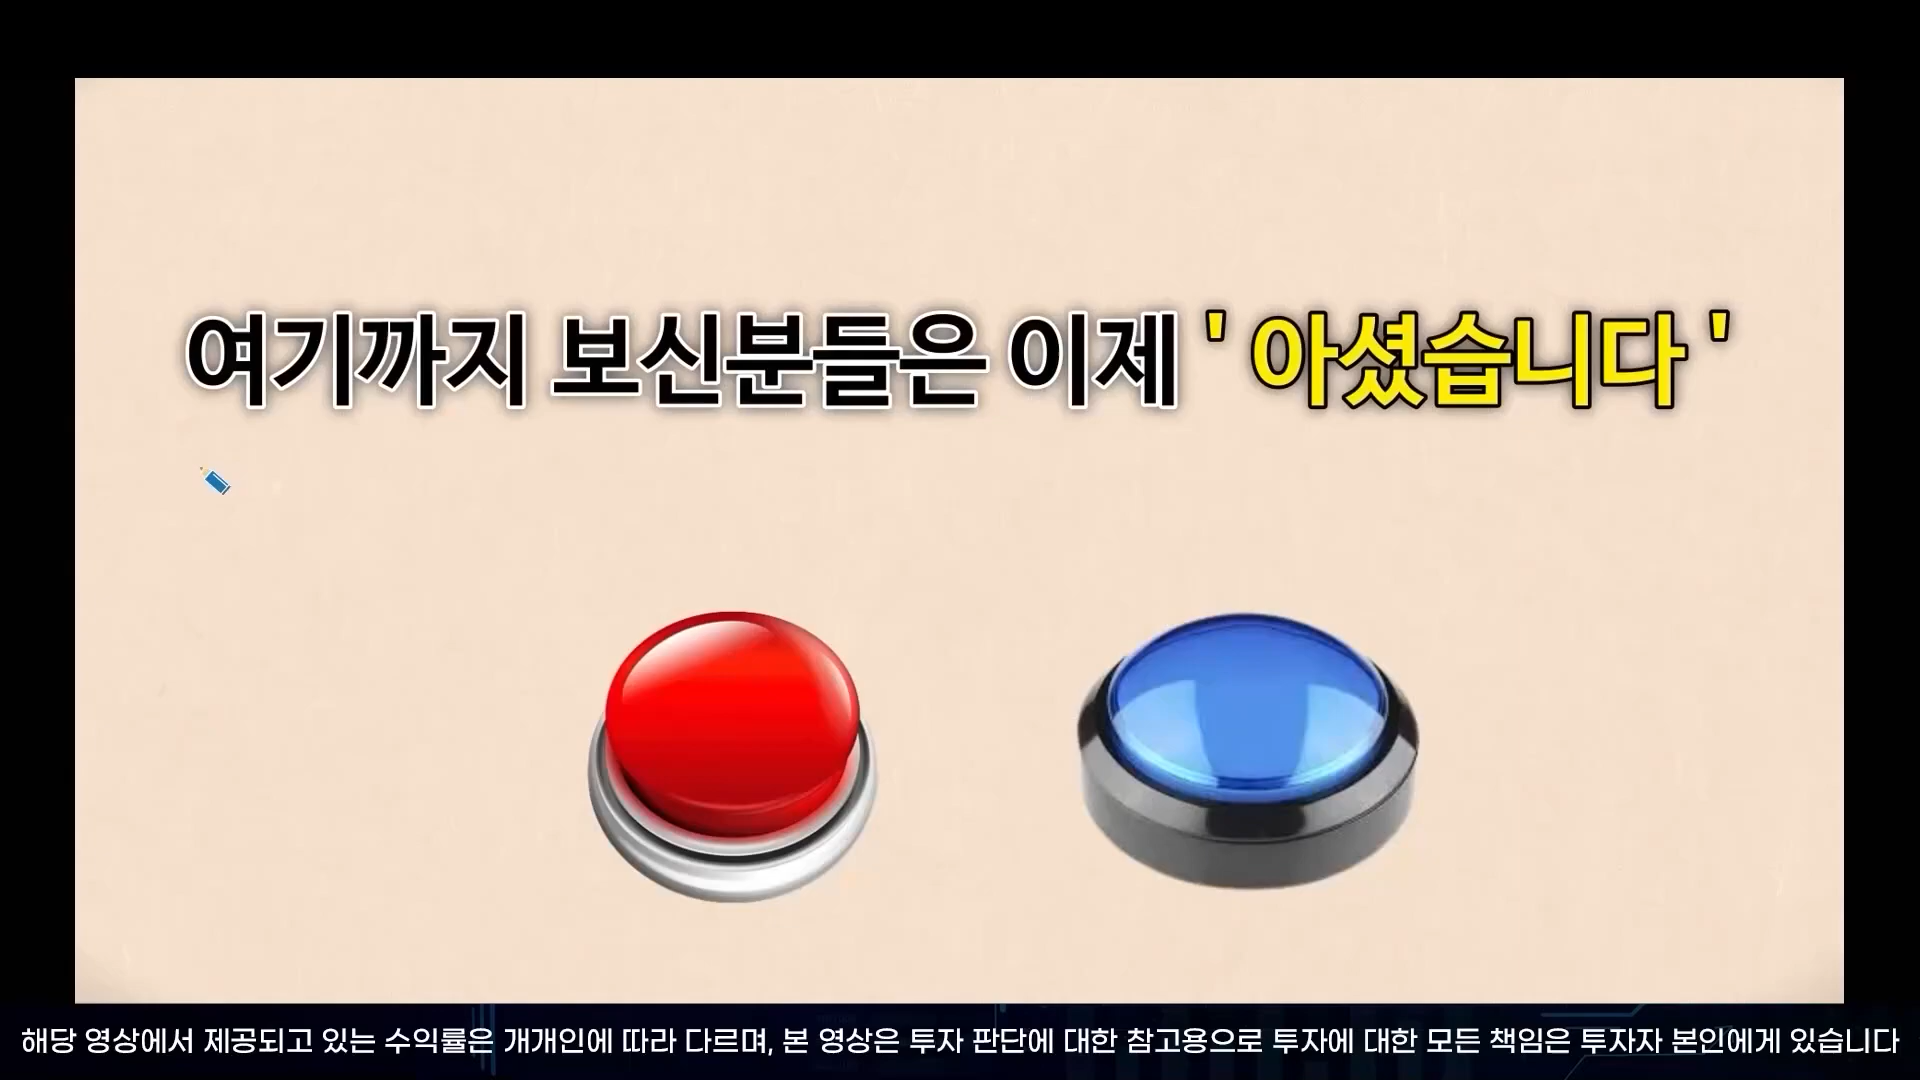 여기까지 보신분들은 이제 ' 아셨습니다 '
해당 영상에서 제공되고 있는 수익률은 개개인에 따라 다르며, 본 영상은 투자 판단에 대한 참고용으로 투자에 대한 모든 책임은 투자자 본인에게 있습니다